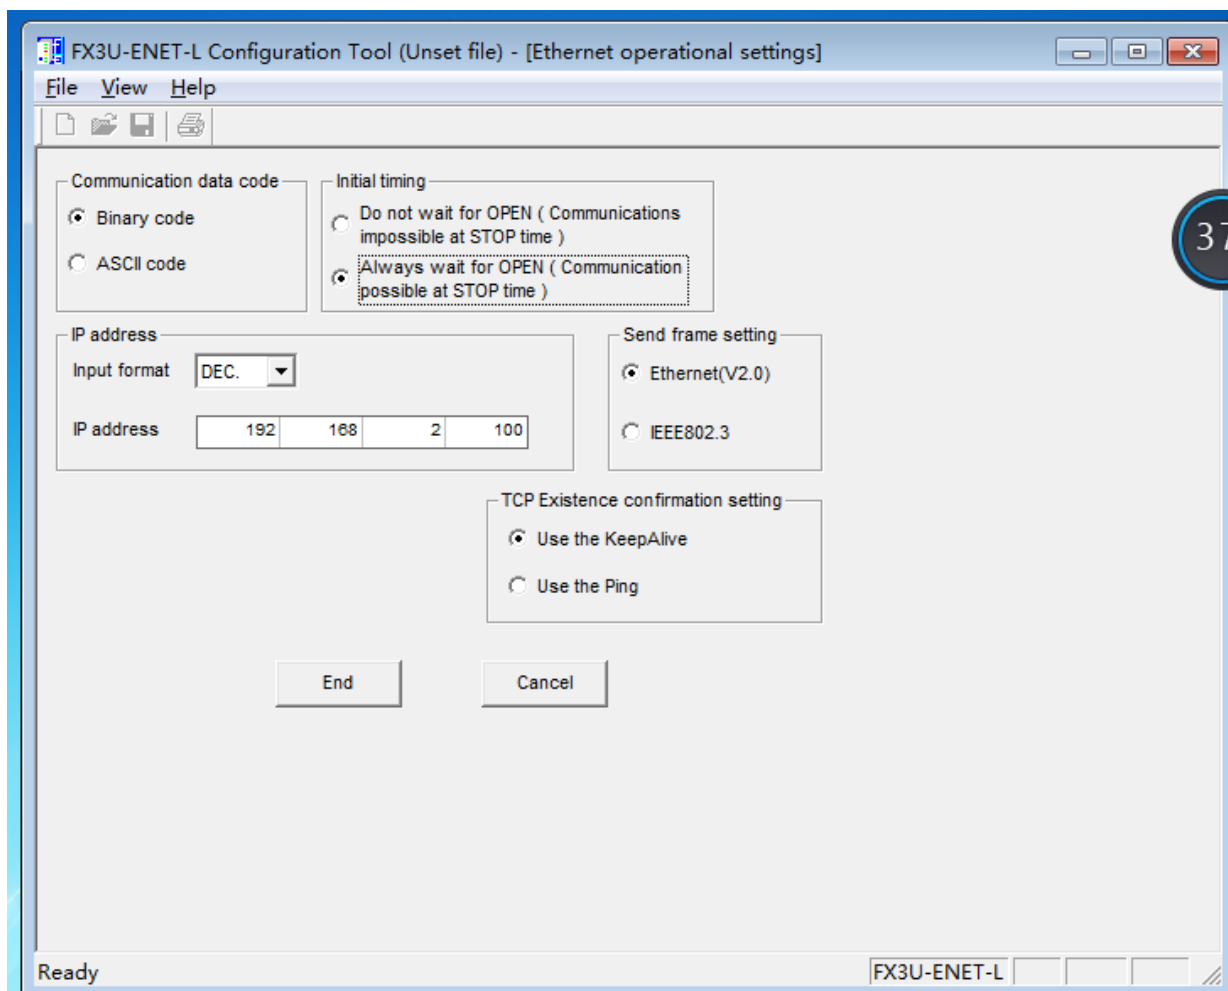 FX3U-ENET-L Configuration Tool (Unset file) - [Ethernet operational settings]
File View Help
Communication data code
Binary code
ASCII code
Initial timing
Do not wait for OPEN ( Communications
impossible at STOP time )
Always wait for OPEN ( Communication
possible at STOP time )
IP address
Input format DEC.
IP address 192 168 2 100
Send frame setting
Ethernet(V2.0)
IEEE802.3
TCP Existence confirmation setting
Use the KeepAlive
Use the Ping
End Cancel
37
Ready FX3U-ENET-L